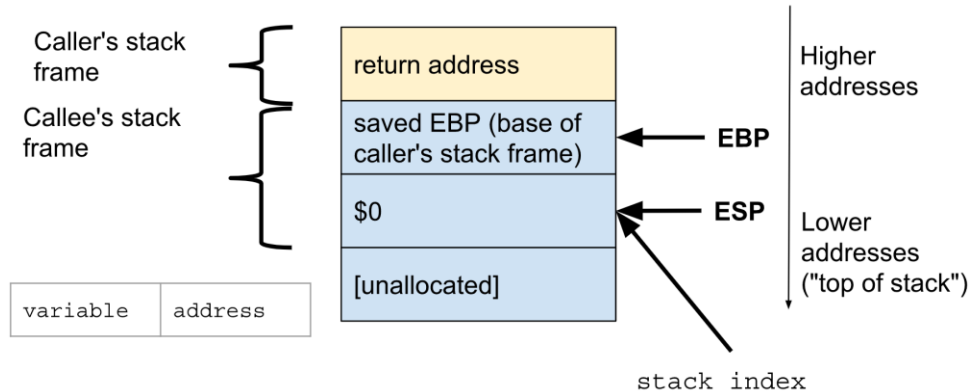 Caller's stack
frame
Callee's stack
frame
return address
saved EBP (base of
caller's stack frame)
$0
[unallocated]
EBP
ESP
Higher
addresses
Lower
addresses
("top of stack")
variable address
stack index